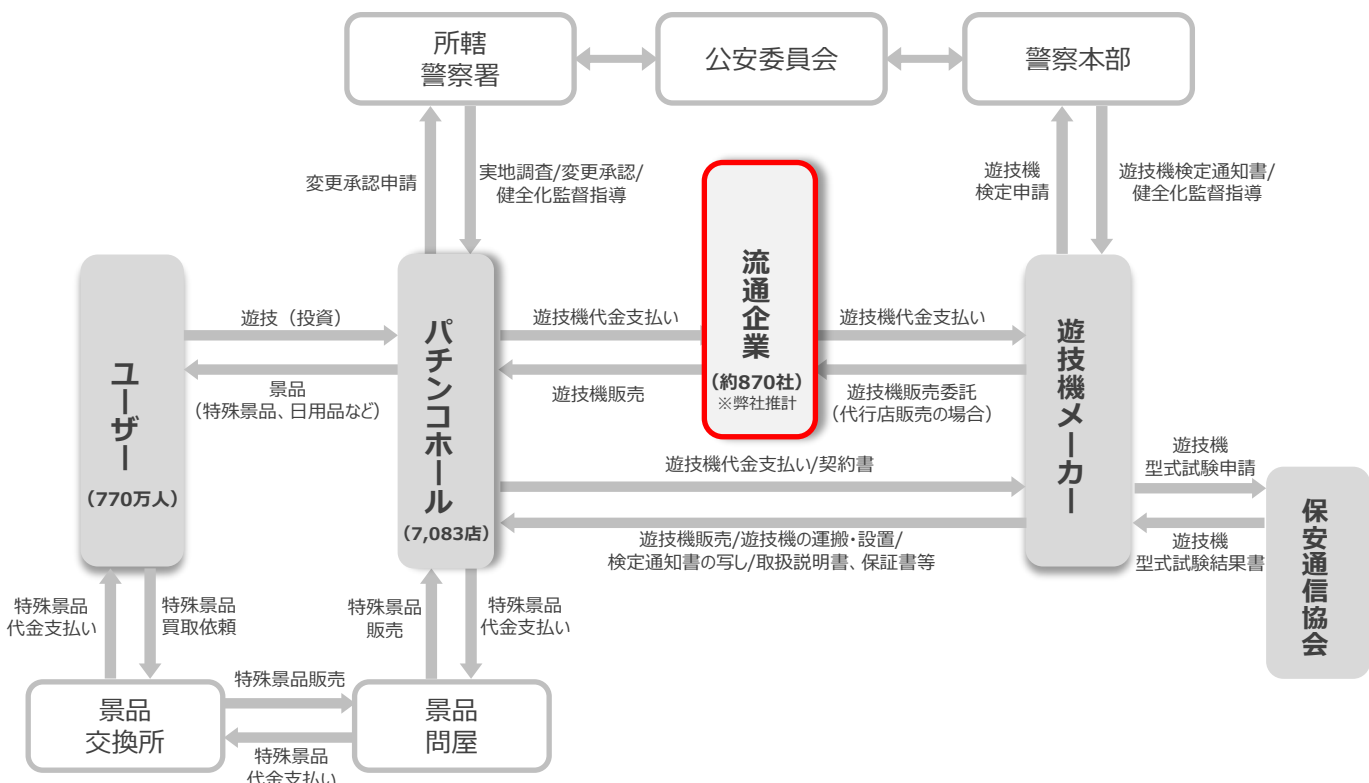 所轄
警察署
公安委員会
警察本部
変更承認申請
実地調査/変更承認/
健全化監督指導
遊技機
検定申請
遊技機検定通知書/
健全化監督指導
ユーザー
(770万人)
遊技（投資）
景品
(特殊景品、日用品など)
パチンコホール
(7,083店)
遊技機代金支払い
遊技機販売
流通企業
(約870社)
※弊社推計
遊技機代金支払い
遊技機販売委託
(代行店販売の場合)
遊技機メーカー
遊技機代金支払い/契約書
遊技機販売/遊技機の運搬・設置/
検定通知書の写し/取扱説明書、保証書等
遊技機
型式試験申請
遊技機
型式試験結果書
保安通信協会
特殊景品
代金支払い
特殊景品
買取依頼
特殊景品
販売
特殊景品
代金支払い
特殊景品販売
景品
交換所
景品
問屋
特殊景品
代金支払い